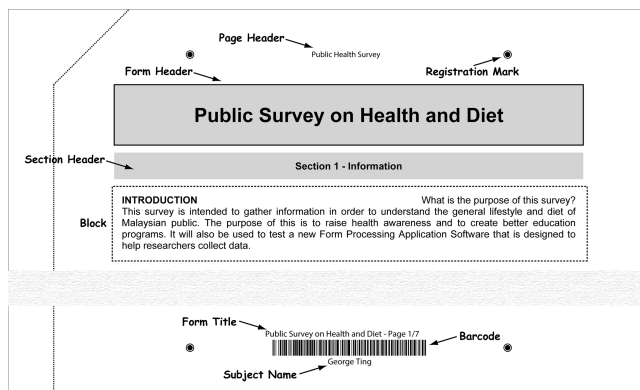 Page Header
Public Health Survey
Form Header
Registration Mark
Public Survey on Health and Diet
Section Header
Section 1 - Information
INTRODUCTION What is the purpose of this survey?
This survey is intended to gather information in order to understand the general lifestyle and diet of
Block
Malaysian public. The purpose of this is to raise health awareness and to create better education
programs. It will also be used to test a new Form Processing Application Software that is designed to
help researchers collect data.
Form Title
Public Survey on Health and Diet - Page 1/7
Barcode
George Ting
Subject Name